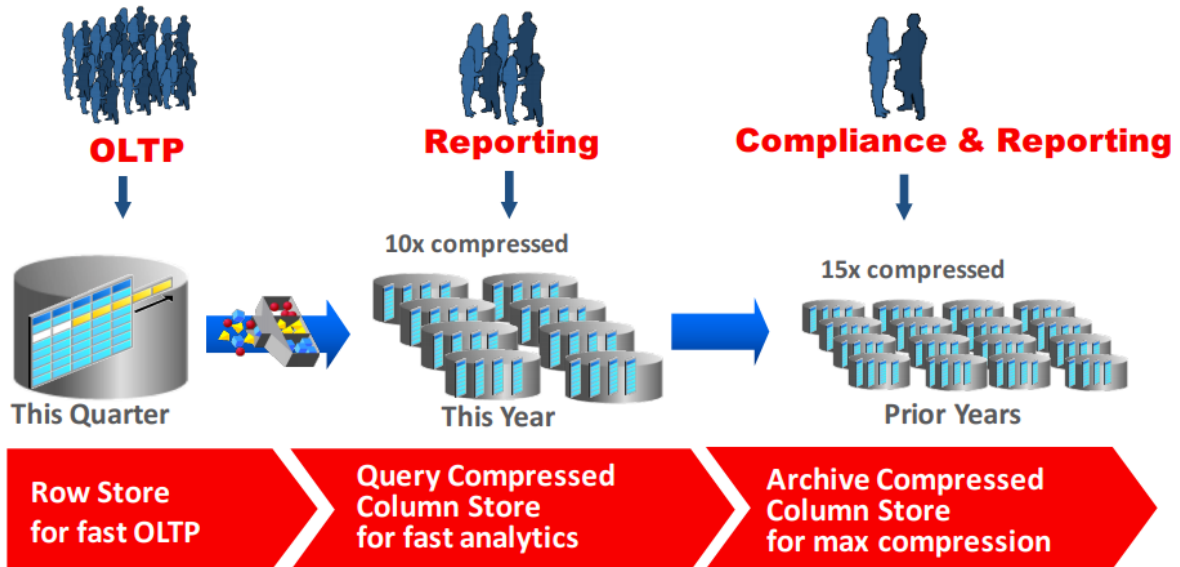 OLTP
Reporting
Compliance & Reporting
10x compressed
15x compressed
This Quarter
This Year
Prior Years
Row Store
for fast OLTP
Query Compressed
Column Store
for fast analytics
Archive Compressed
Column Store
for max compression